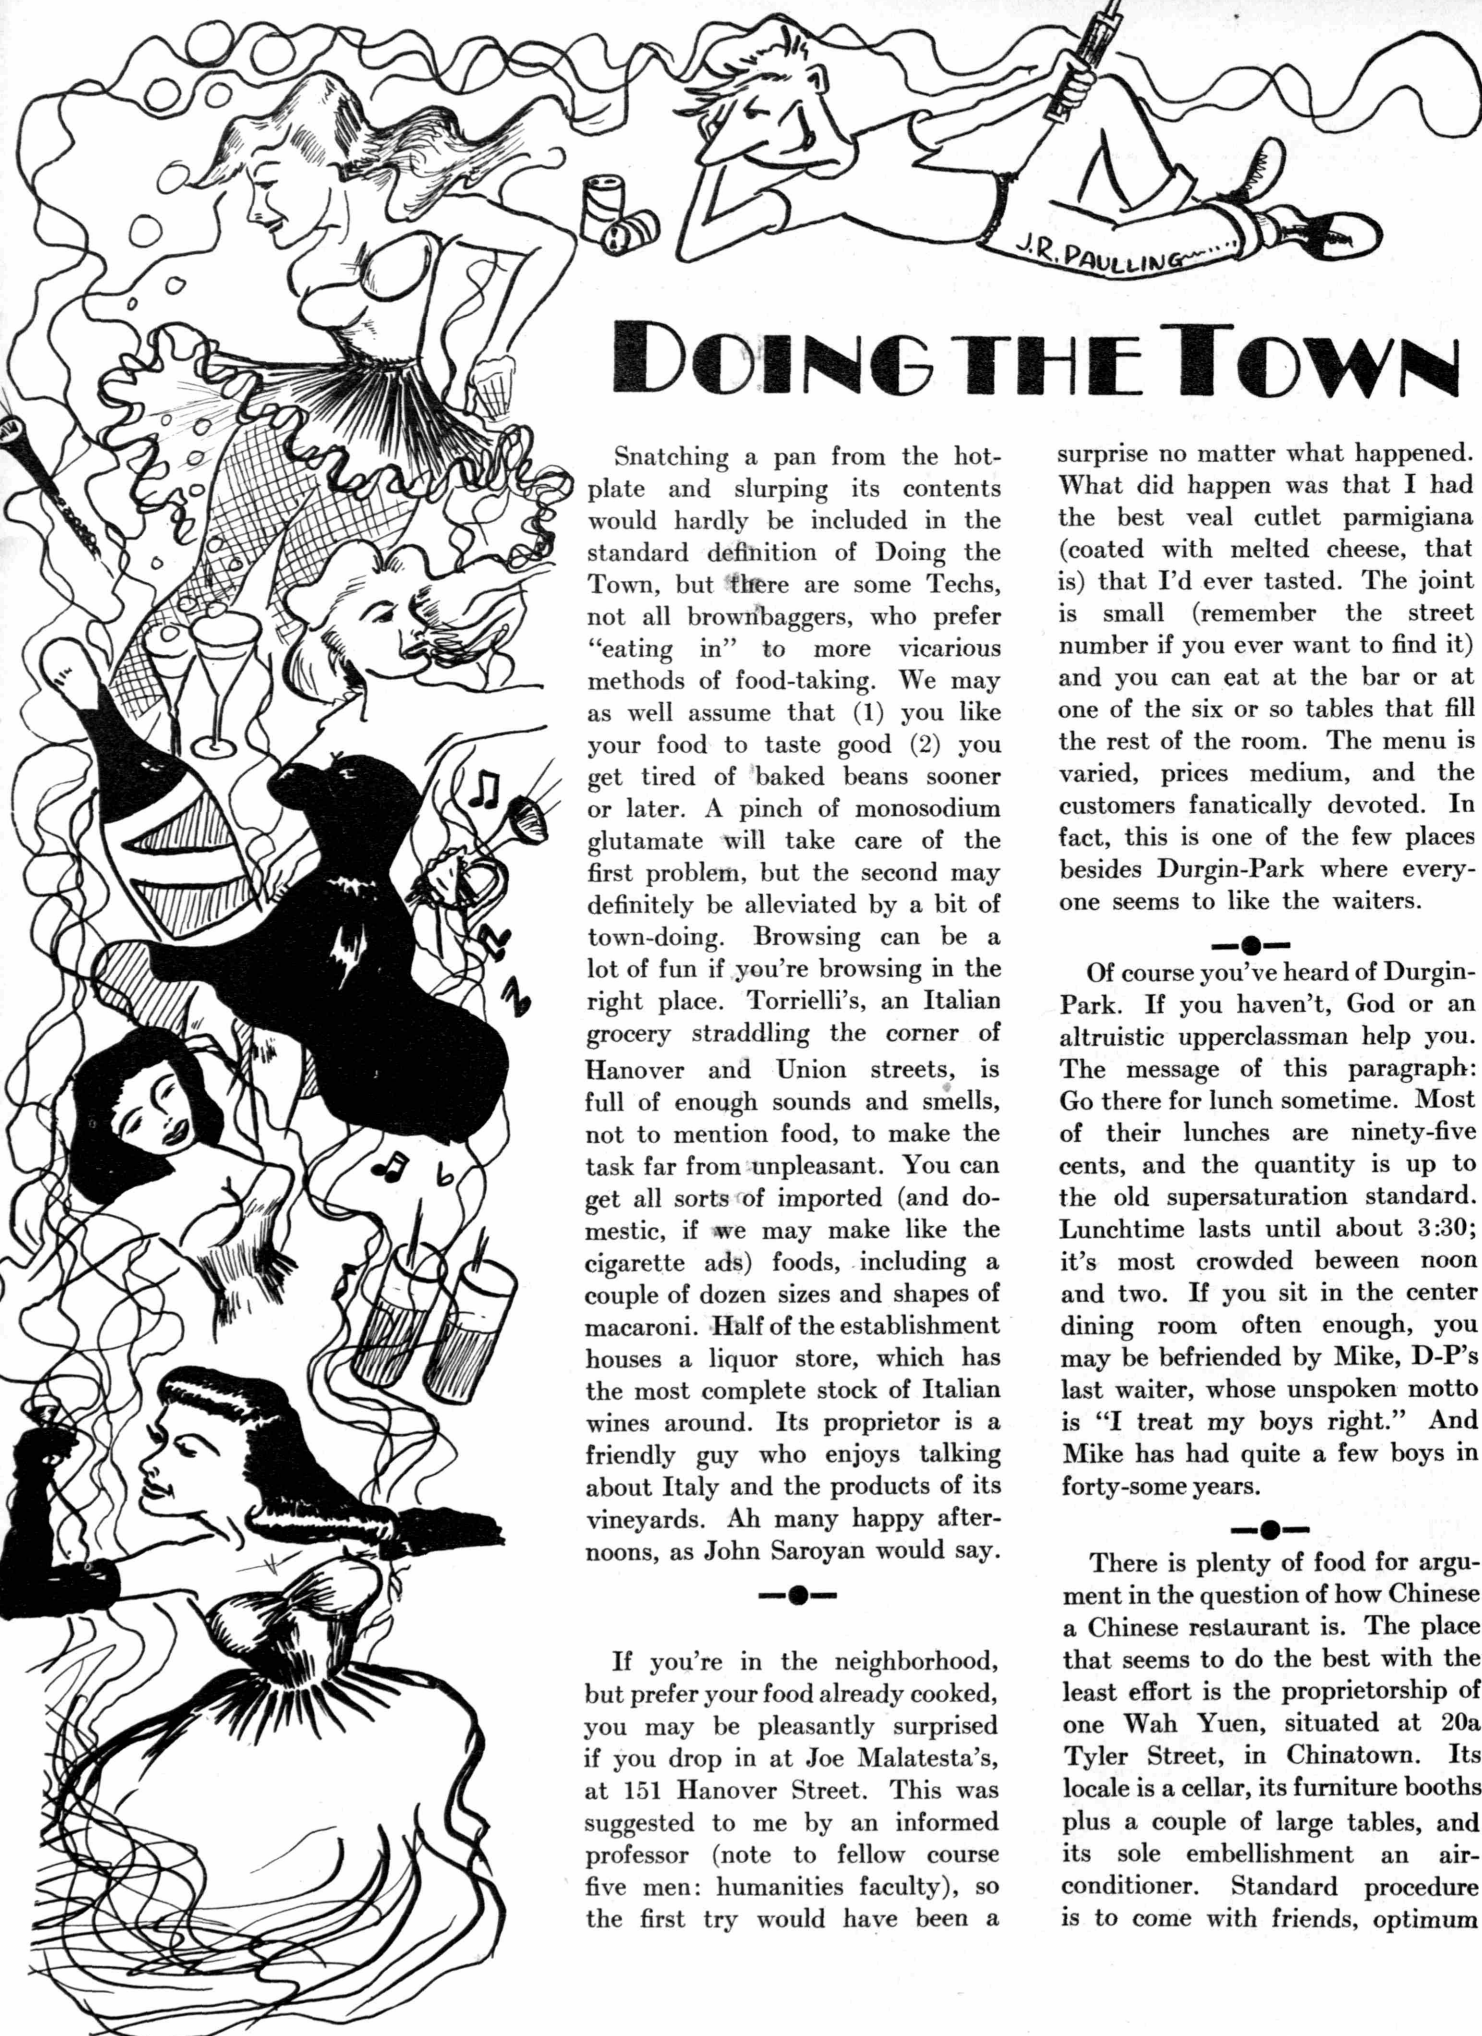 J.R. PAULLING
DOING THE TOWN
Snatching a pan from the hot-
plate and slurping its contents
would hardly be included in the
standard definition of Doing the
Town, but there are some Techs,
not all brownbaggers, who prefer
“eating in” to more vicarious
methods of food-taking. We may
as well assume that (1) you like
your food to taste good (2) you
get tired of baked beans sooner
or later. A pinch of monosodium
glutamate will take care of the
first problem, but the second may
definitely be alleviated by a bit of
town-doing. Browsing can be a
lot of fun if you're browsing in the
right place. Torrielli's, an Italian
grocery straddling the corner of
Hanover and Union streets, is
full of enough sounds and smells,
not to mention food, to make the
task far from unpleasant. You can
get all sorts of imported (and do-
mestic, if we may make like the
cigarette ads) foods, including a
couple of dozen sizes and shapes of
macaroni. Half of the establishment
houses a liquor store, which has
the most complete stock of Italian
wines around. Its proprietor is a
friendly guy who enjoys talking
about Italy and the products of its
vineyards. Ah many happy after-
noons, as John Saroyan would say.
If you're in the neighborhood,
but prefer your food already cooked,
you may be pleasantly surprised
if you drop in at Joe Malatesta's,
at 151 Hanover Street. This was
suggested to me by an informed
professor (note to fellow course
five men: humanities faculty), so
the first try would have been a
surprise no matter what happened.
What did happen was that I had
the best veal cutlet parmigiana
(coated with melted cheese, that
is) that I'd ever tasted. The joint
is small (remember the street
number if you ever want to find it)
and you can eat at the bar or at
one of the six or so tables that fill
the rest of the room. The menu is
varied, prices medium, and the
customers fanatically devoted. In
fact, this is one of the few places
besides Durgin-Park where every-
one seems to like the waiters.
Of course you've heard of Durgin-
Park. If you haven't, God or an
altruistic upperclassman help you.
The message of this paragraph:
Go there for lunch sometime. Most
of their lunches are ninety-five
cents, and the quantity is up to
the old supersaturation standard.
Lunchtime lasts until about 3:30;
it's most crowded beween noon
and two. If you sit in the center
dining room often enough, you
may be befriended by Mike, D-P's
last waiter, whose unspoken motto
is “I treat my boys right.” And
Mike has had quite a few boys in
forty-some years.
There is plenty of food for argu-
ment in the question of how Chinese
a Chinese restaurant is. The place
that seems to do the best with the
least effort is the proprietorship of
one Wah Yuen, situated at 20a
Tyler Street, in Chinatown. Its
locale is a cellar, its furniture booths
plus a couple of large tables, and
its sole embellishment an air-
conditioner. Standard procedure
is to come with friends, optimum